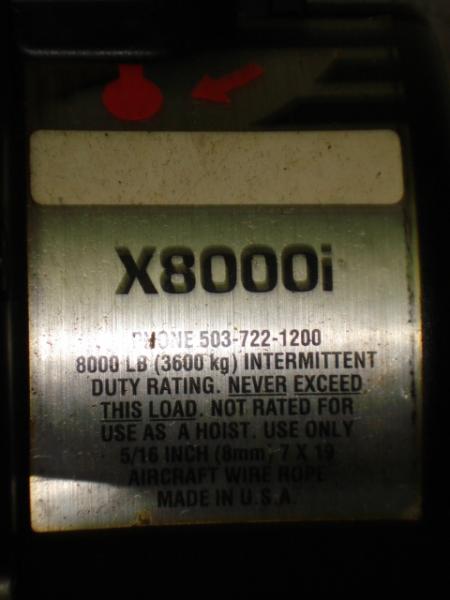 X8000i
PHONE 503-722-1200
8000 LB (3600 kg) INTERMITTENT
DUTY RATING. NEVER EXCEED
THIS LOAD. NOT RATED FOR
USE AS A HOIST. USE ONLY
5/16 INCH (8mm) 7 X 19
AIRCRAFT WIRE ROPE
MADE IN U.S.A.